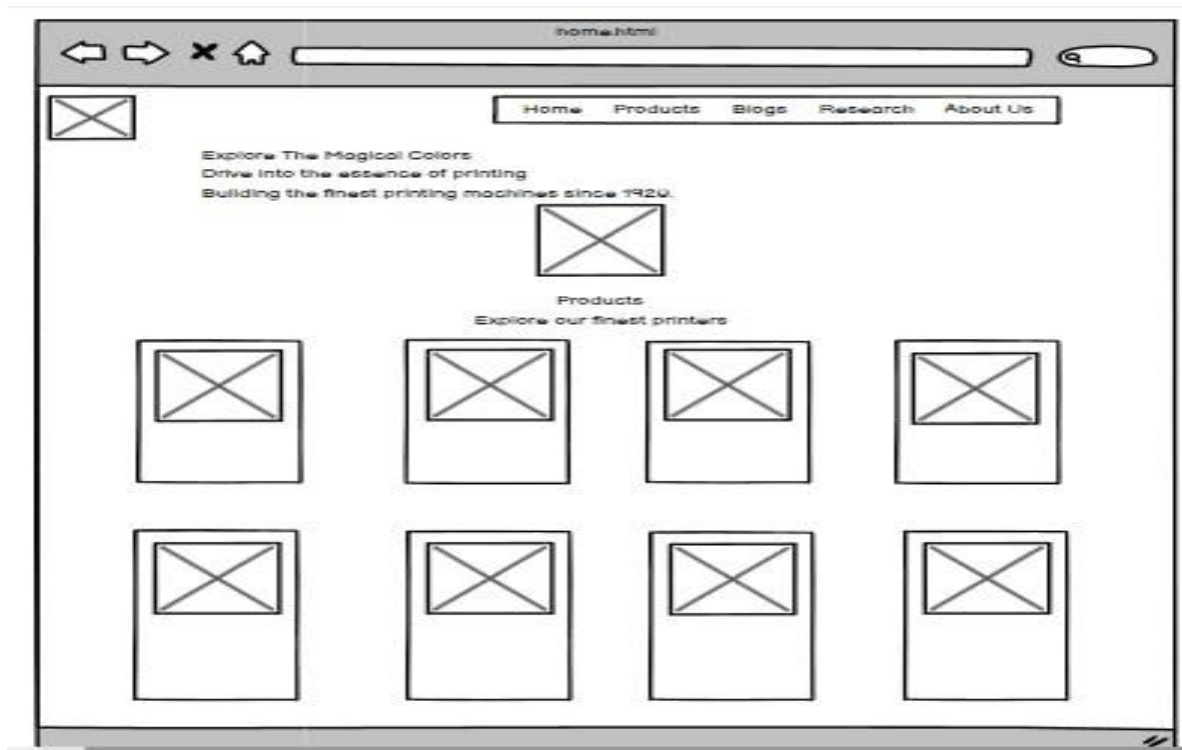 home.html
Home Products Blogs Research About Us
Explore The Magical Colors
Drive into the essence of printing
Building the finest printing machines since 1920.
Products
Explore our finest printers